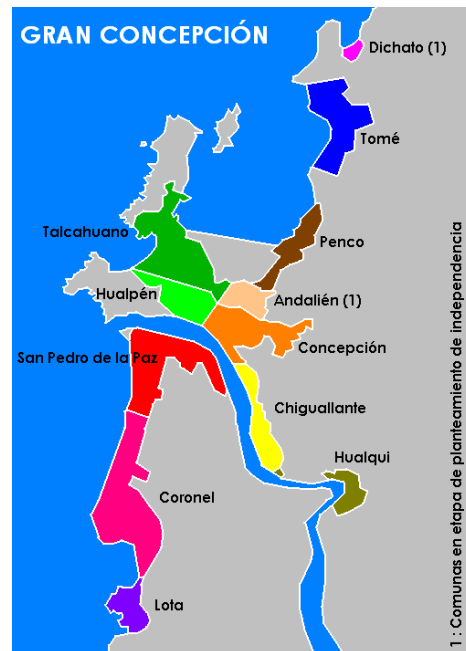 GRAN CONCEPCIÓN
Dichato (1)
Tomé
Talcahuano
Penco
Hualpén
Andalién (1)
Concepción
San Pedro de la Paz
Chiguallante
Hualqui
Coronel
Lota
1 : Comunas en etapa de planteamiento de independencia